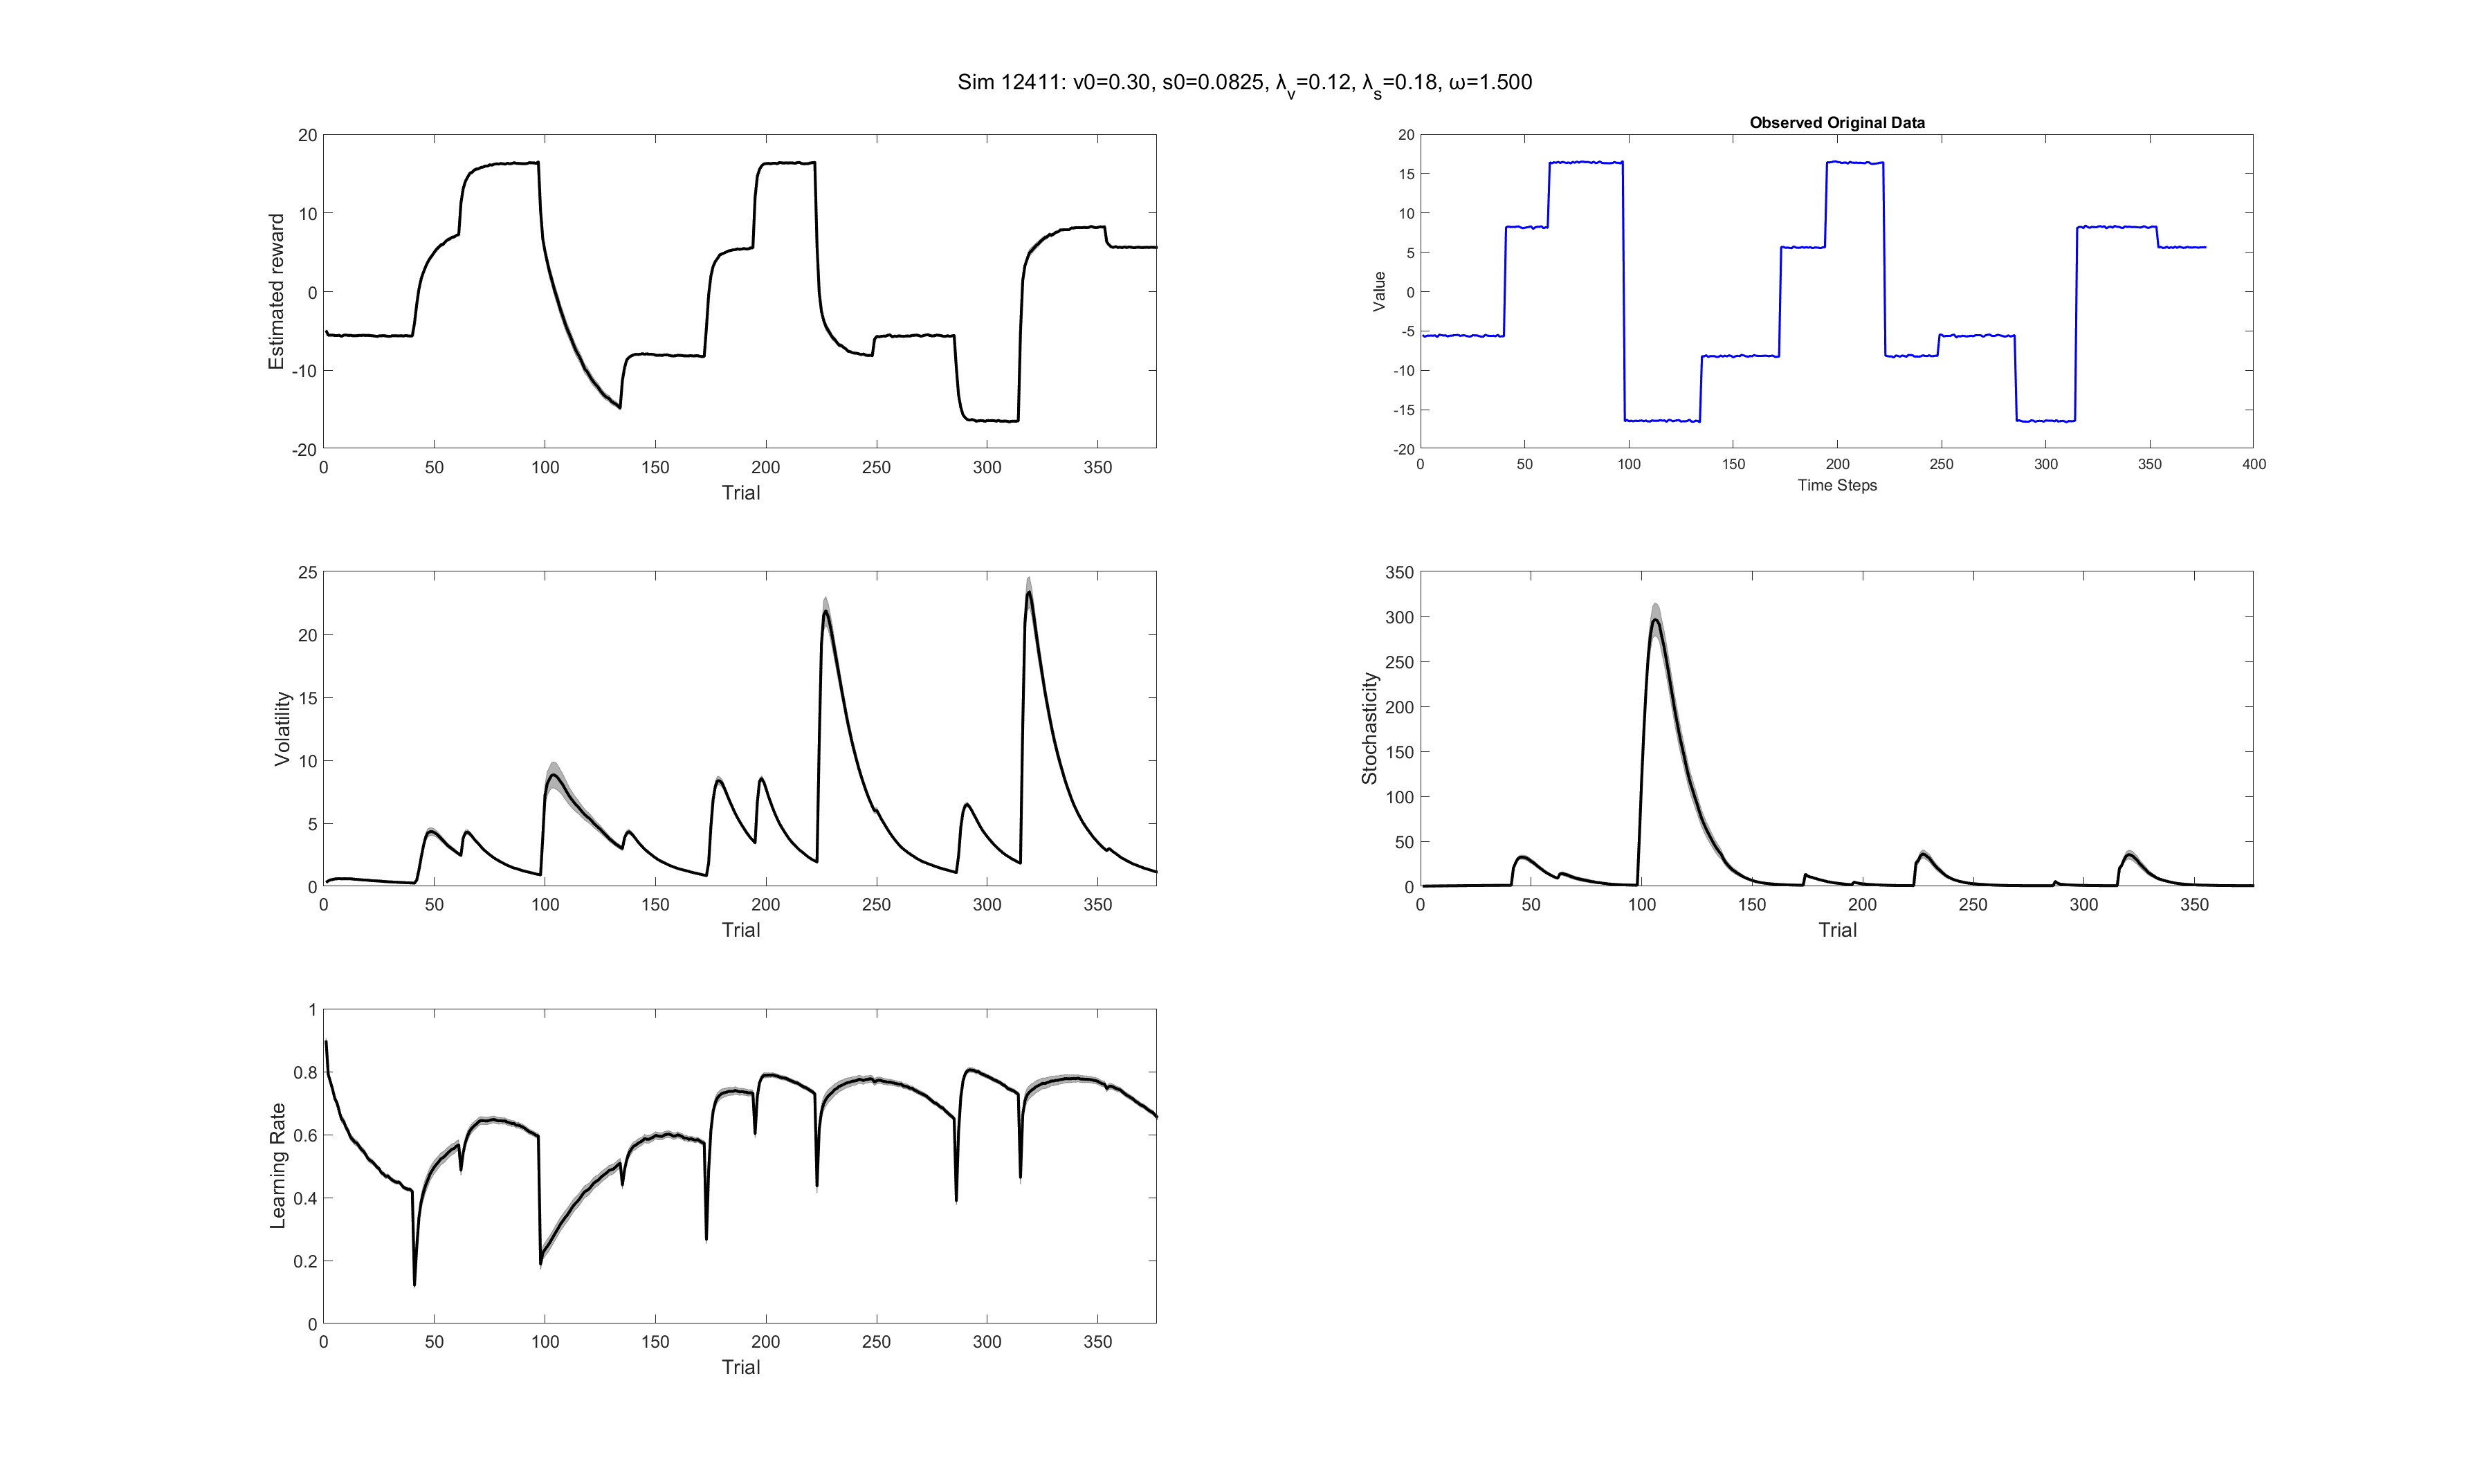 Sim 12411: v0=0.30, s0=0.0825, λv=0.12, λs=0.18, ω=1.500
20
10
0
-10
-20
Estimated reward
0 50 100 150 200 250 300 350
Trial
Observed Original Data
20
15
10
5
0
-5
-10
-15
-20
Value
0 50 100 150 200 250 300 350 400
Time Steps
25
20
15
10
5
0
Volatility
0 50 100 150 200 250 300 350
Trial
350
300
250
200
150
100
50
0
Stochasticity
0 50 100 150 200 250 300 350
Trial
1
0.8
0.6
0.4
0.2
0
Learning Rate
0 50 100 150 200 250 300 350
Trial